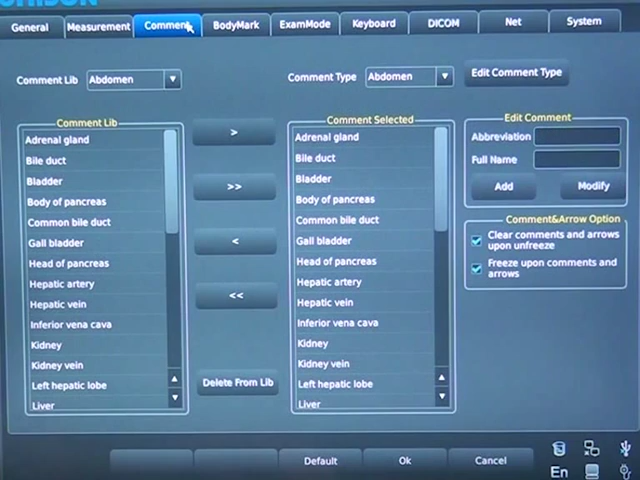 General Measurement Comment BodyMark ExamMode Keyboard DICOM Net System
Comment Lib Abdomen Comment Type Abdomen Edit Comment Type
Comment Lib
Adrenal gland
Bile duct
Bladder
Body of pancreas
Common bile duct
Gall bladder
Head of pancreas
Hepatic artery
Hepatic vein
Inferior vena cava
Kidney
Kidney vein
Left hepatic lobe
Liver
>
>>
<
<<
Delete From Lib
Comment Selected
Adrenal gland
Bile duct
Bladder
Body of pancreas
Common bile duct
Gall bladder
Head of pancreas
Hepatic artery
Hepatic vein
Inferior vena cava
Kidney
Kidney vein
Left hepatic lobe
Liver
Edit Comment
Abbreviation
Full Name
Add Modify
Comment&Arrow Option
Clear comments and arrows
upon unfreeze
Freeze upon comments and
arrows
Default Ok Cancel
En